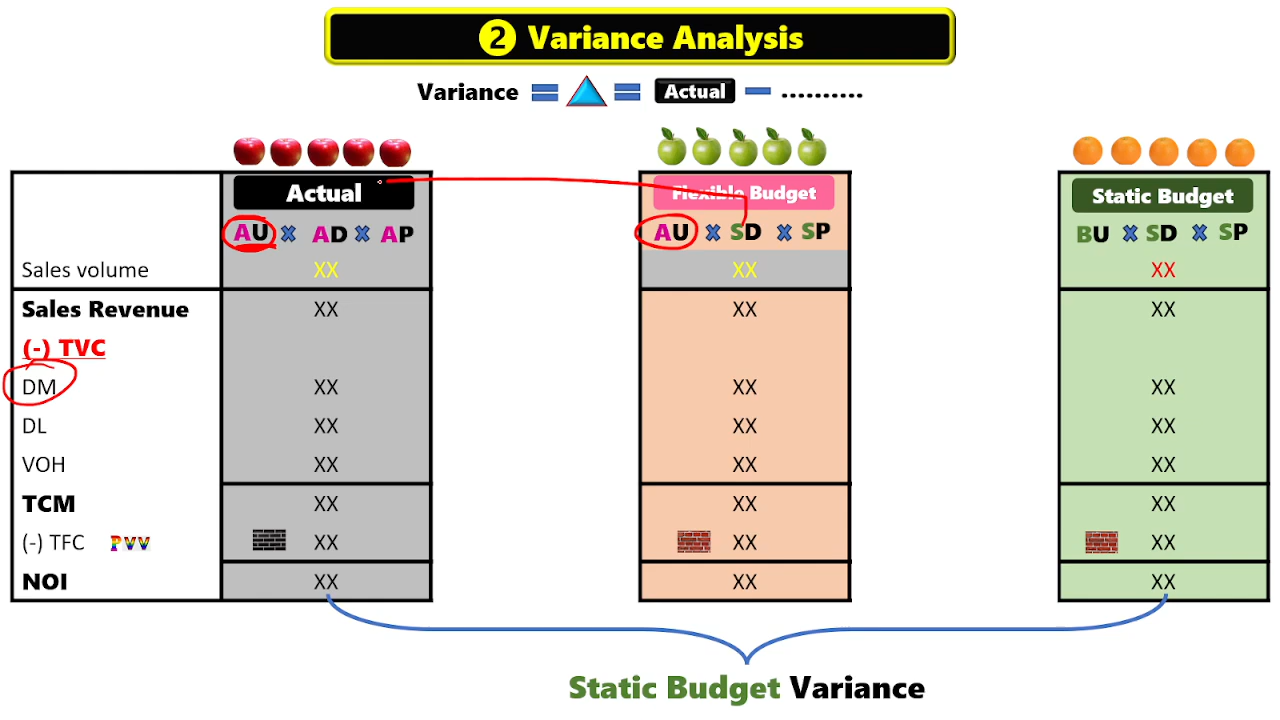 2 Variance Analysis
Variance = = Actual - ..........
Actual Flexible Budget Static Budget
AU × AD × AP AU × SD × SP BU × SD × SP
Sales volume XX XX XX
Sales Revenue XX XX XX
(-) TVC
DM XX XX XX
DL XX XX XX
VOH XX XX XX
TCM XX XX XX
(-) TFC PVV XX XX XX
NOI XX XX XX
Static Budget Variance